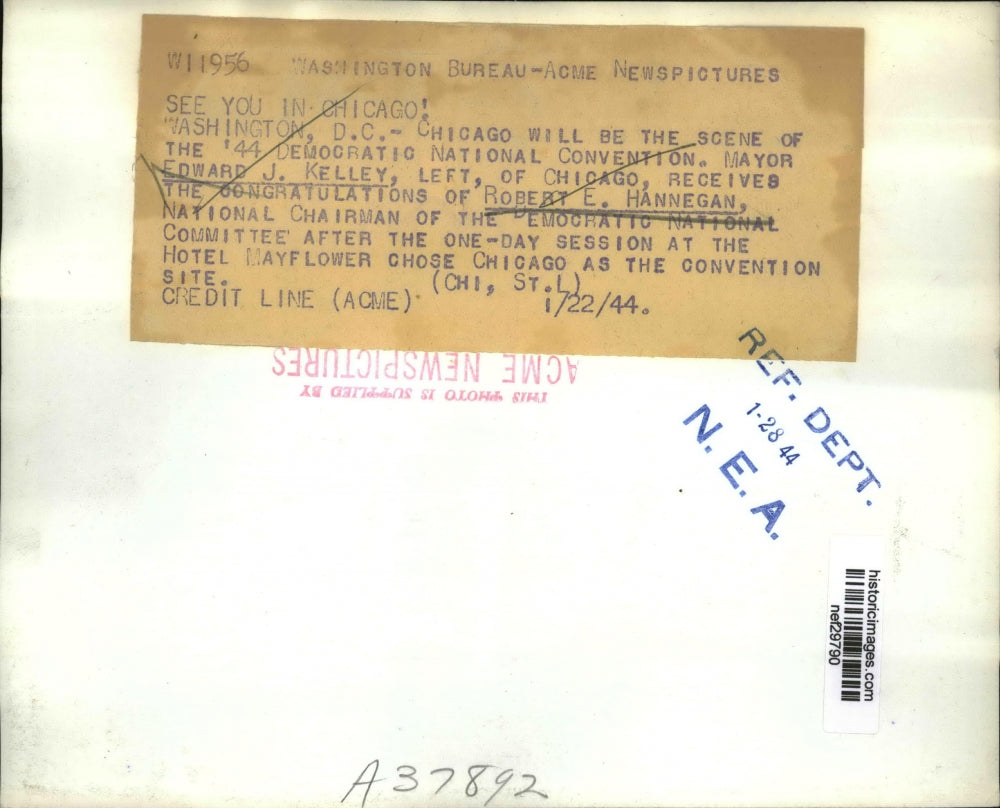 W11956 WASHINGTON BUREAU-ACME NEWSPICTURES
SEE YOU IN CHICAGO!
WASHINGTON, D.C.- CHICAGO WILL BE THE SCENE OF
THE '44 DEMOCRATIC NATIONAL CONVENTION. MAYOR
EDWARD J. KELLEY, LEFT, OF CHICAGO, RECEIVES
THE CONGRATULATIONS OF ROBERT E. HANNEGAN,
NATIONAL CHAIRMAN OF THE DEMOCRATIC NATIONAL
COMMITTEE AFTER THE ONE-DAY SESSION AT THE
HOTEL MAYFLOWER CHOSE CHICAGO AS THE CONVENTION
SITE. (CHI, ST.L)
CREDIT LINE (ACME) 1/22/44.
THIS PHOTO IS SUPPLIED BY
ACME NEWSPICTURES
REF. DEPT.
1-28 44
N. E. A.
historicimages.com
nef29790
A37892